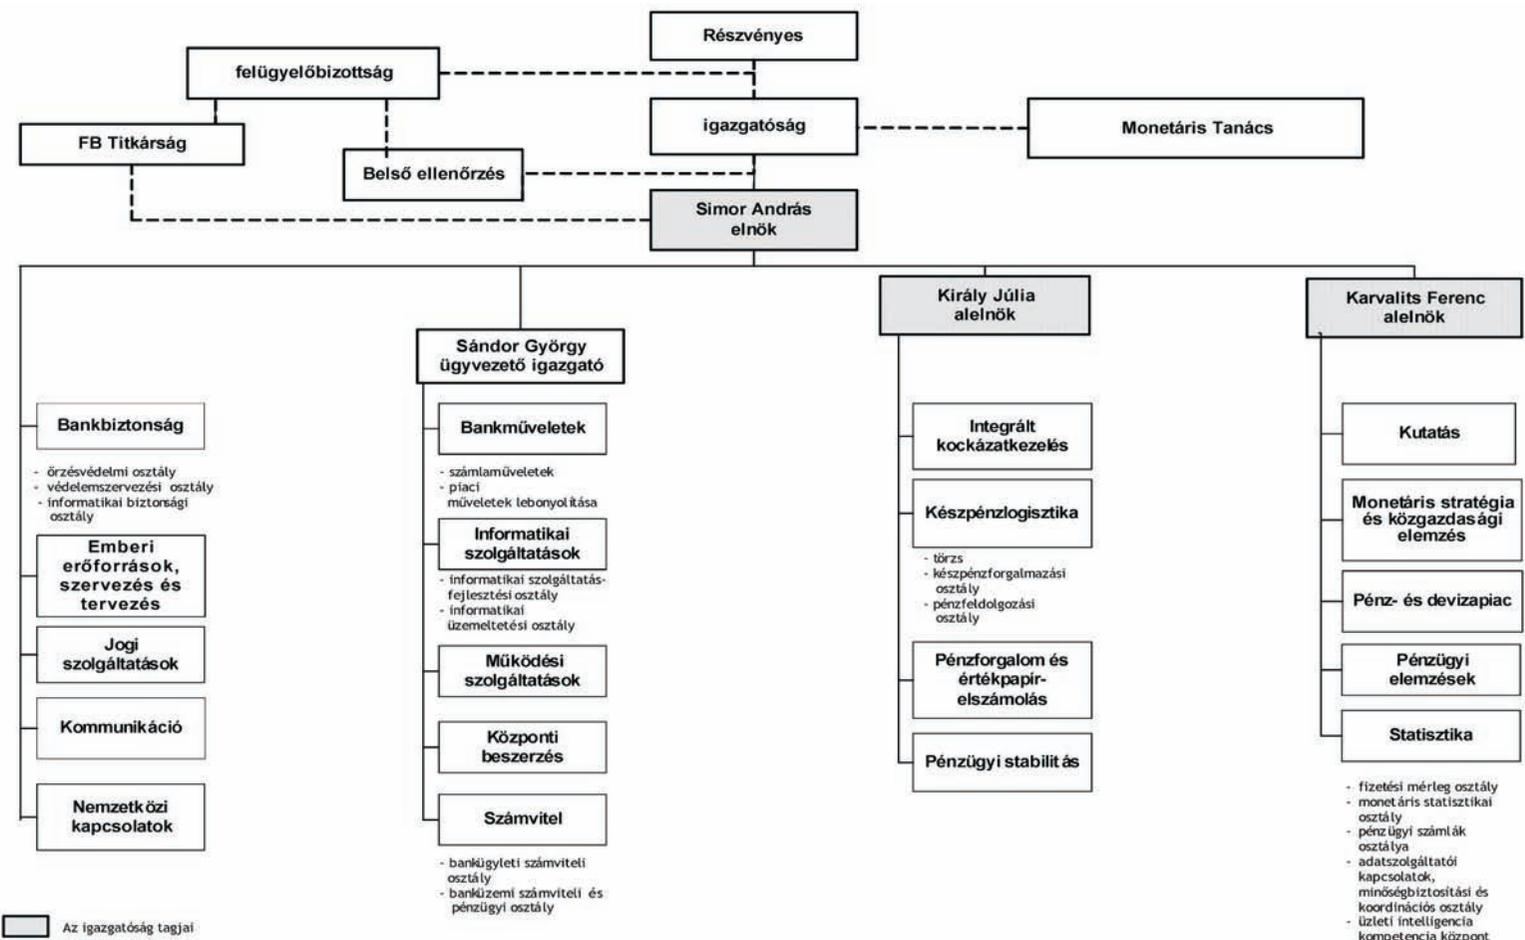 Részvényes
felügyelőbizottság
igazgatóság
Monetáris Tanács
FB Titkárság
Belső ellenőrzés
Simor András
elnök
Király Júlia
alelnök
Karvalits Ferenc
alelnök
Sándor György
ügyvezető igazgató
Bankbiztonság
- őrzésvédelmi osztály
- védelemszervezési osztály
- informatikai biztonsági
osztály
Emberi
erőforrások,
szervezés és
tervezés
Jogi
szolgáltatások
Kommunikáció
Nemzetközi
kapcsolatok
Bankműveletek
- számlaműveletek
- piaci
műveletek lebonyolítása
Informatikai
szolgáltatások
- informatikai szolgáltatás-
fejlesztési osztály
- informatikai
üzemeltetési osztály
Működési
szolgáltatások
Központi
beszerzés
Számvitel
- bankügyleti számviteli
osztály
- banküzemi számviteli és
pénzügyi osztály
Integrált
kockázatkezelés
Készpénzlogisztika
- törzs
- készpénzforgalmazási
osztály
- pénzfeldolgozási
osztály
Pénzforgalom és
értékpapír-
elszámolás
Pénzügyi stabilitás
Kutatás
Monetáris stratégia
és közgazdasági
elemzés
Pénz- és devizapiac
Pénzügyi
elemzések
Statisztika
- fizetési mérleg osztály
- monetáris statisztikai
osztály
- pénzügyi számlák
osztálya
- adatszolgáltatói
kapcsolatok,
minőségbiztosítási és
koordinációs osztály
- üzleti intelligencia
kompetencia központ
Az igazgatóság tagjai